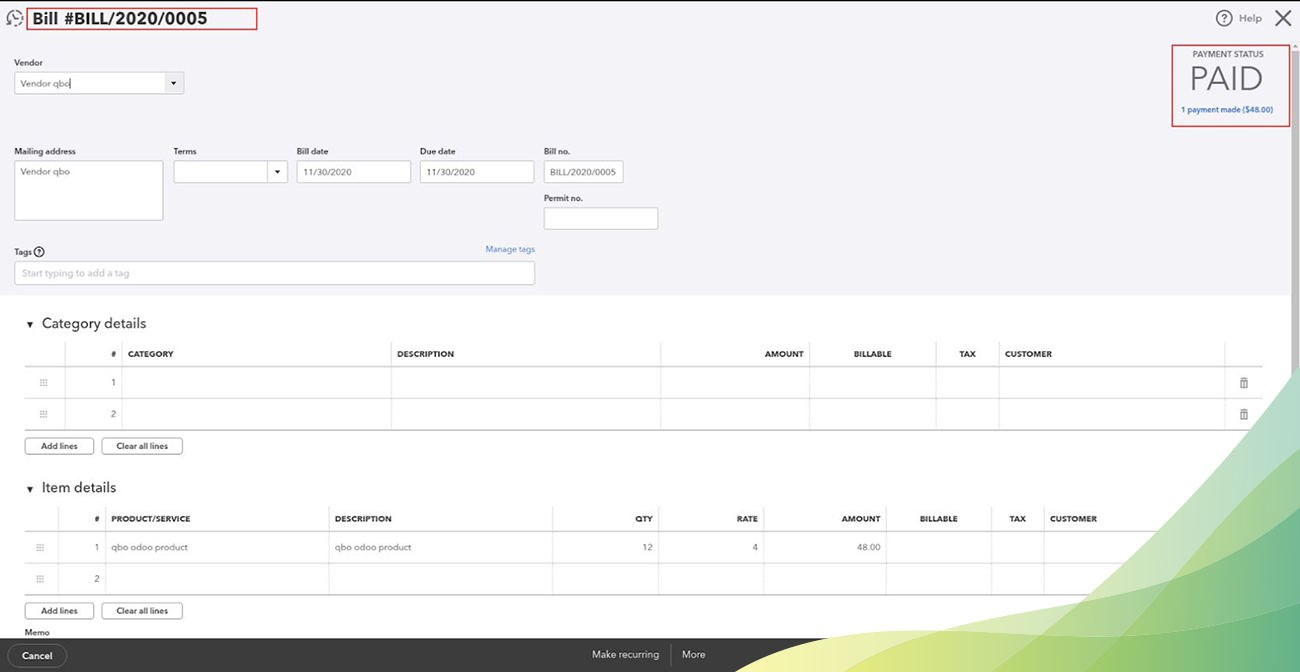 Bill #BILL/2020/0005
Help
Vendor
Vendor qbo
PAYMENT STATUS
PAID
1 payment made ($48.00)
Mailing address
Terms
Bill date
Due date
Bill no.
Vendor qbo
11/30/2020
11/30/2020
BILL/2020/0005
Permit no.
Tags
Manage tags
Start typing to add a tag
Category details
# CATEGORY DESCRIPTION AMOUNT BILLABLE TAX CUSTOMER
1
2
Add lines Clear all lines
Item details
# PRODUCT/SERVICE DESCRIPTION QTY RATE AMOUNT BILLABLE TAX CUSTOMER
1 qbo odoo product qbo odoo product 12 4 48.00
2
Add lines Clear all lines
Memo
Cancel Make recurring More